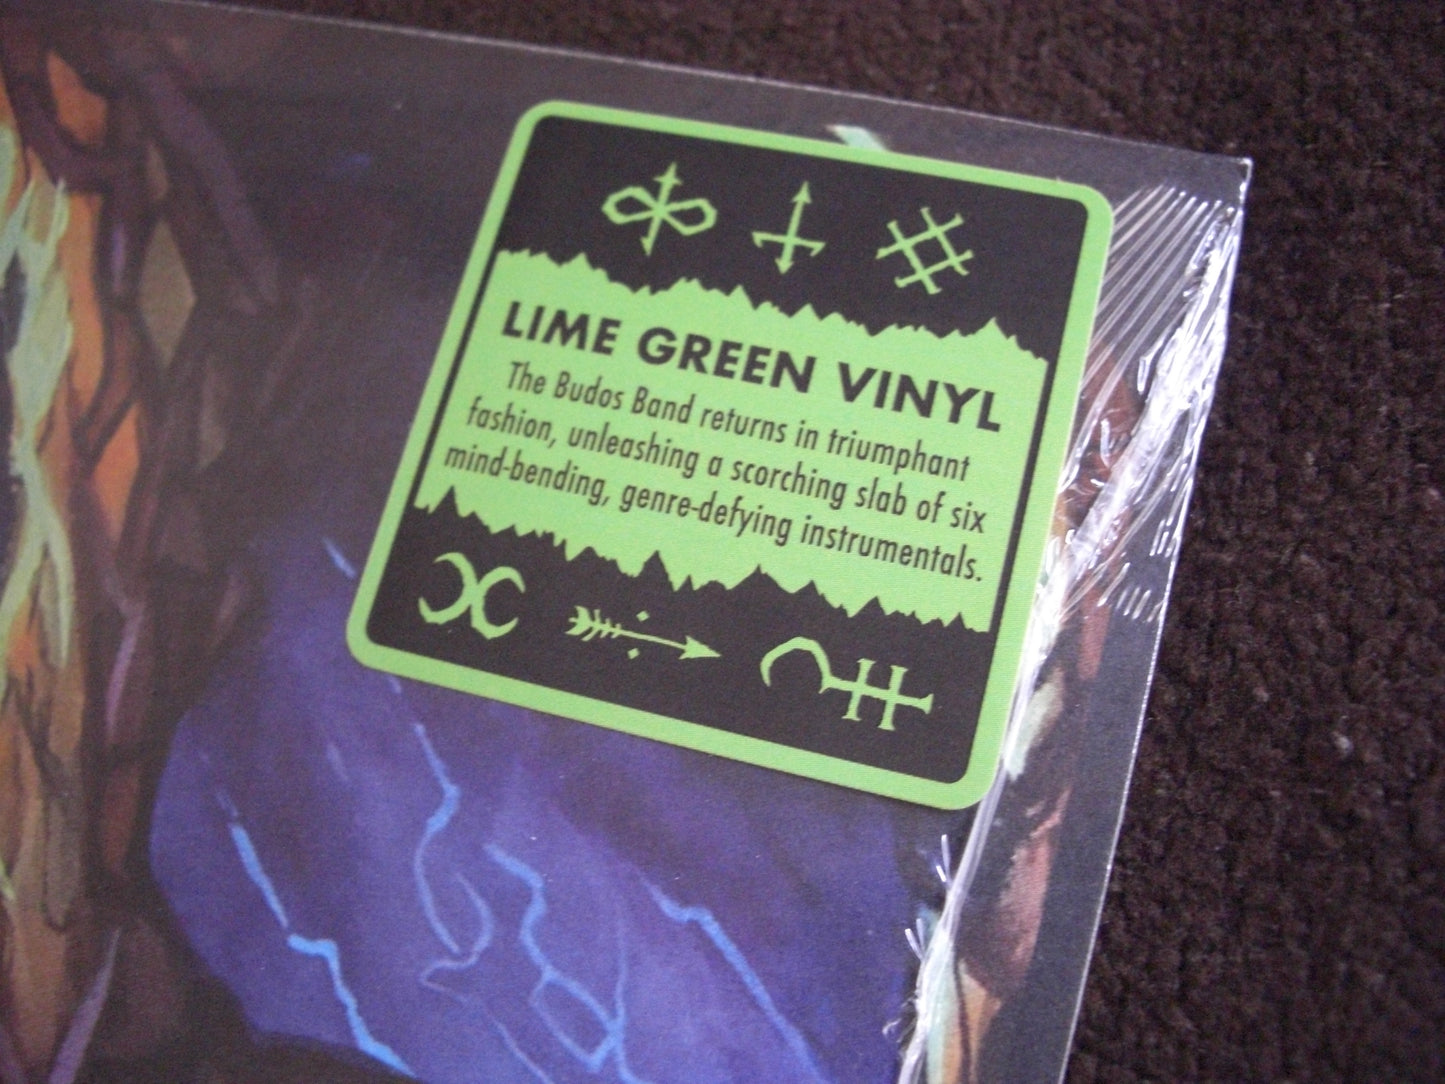 LIME GREEN VINYL
The Budos Band returns in triumphant
fashion, unleashing a scorching slab of six
mind-bending, genre-defying instrumentals.